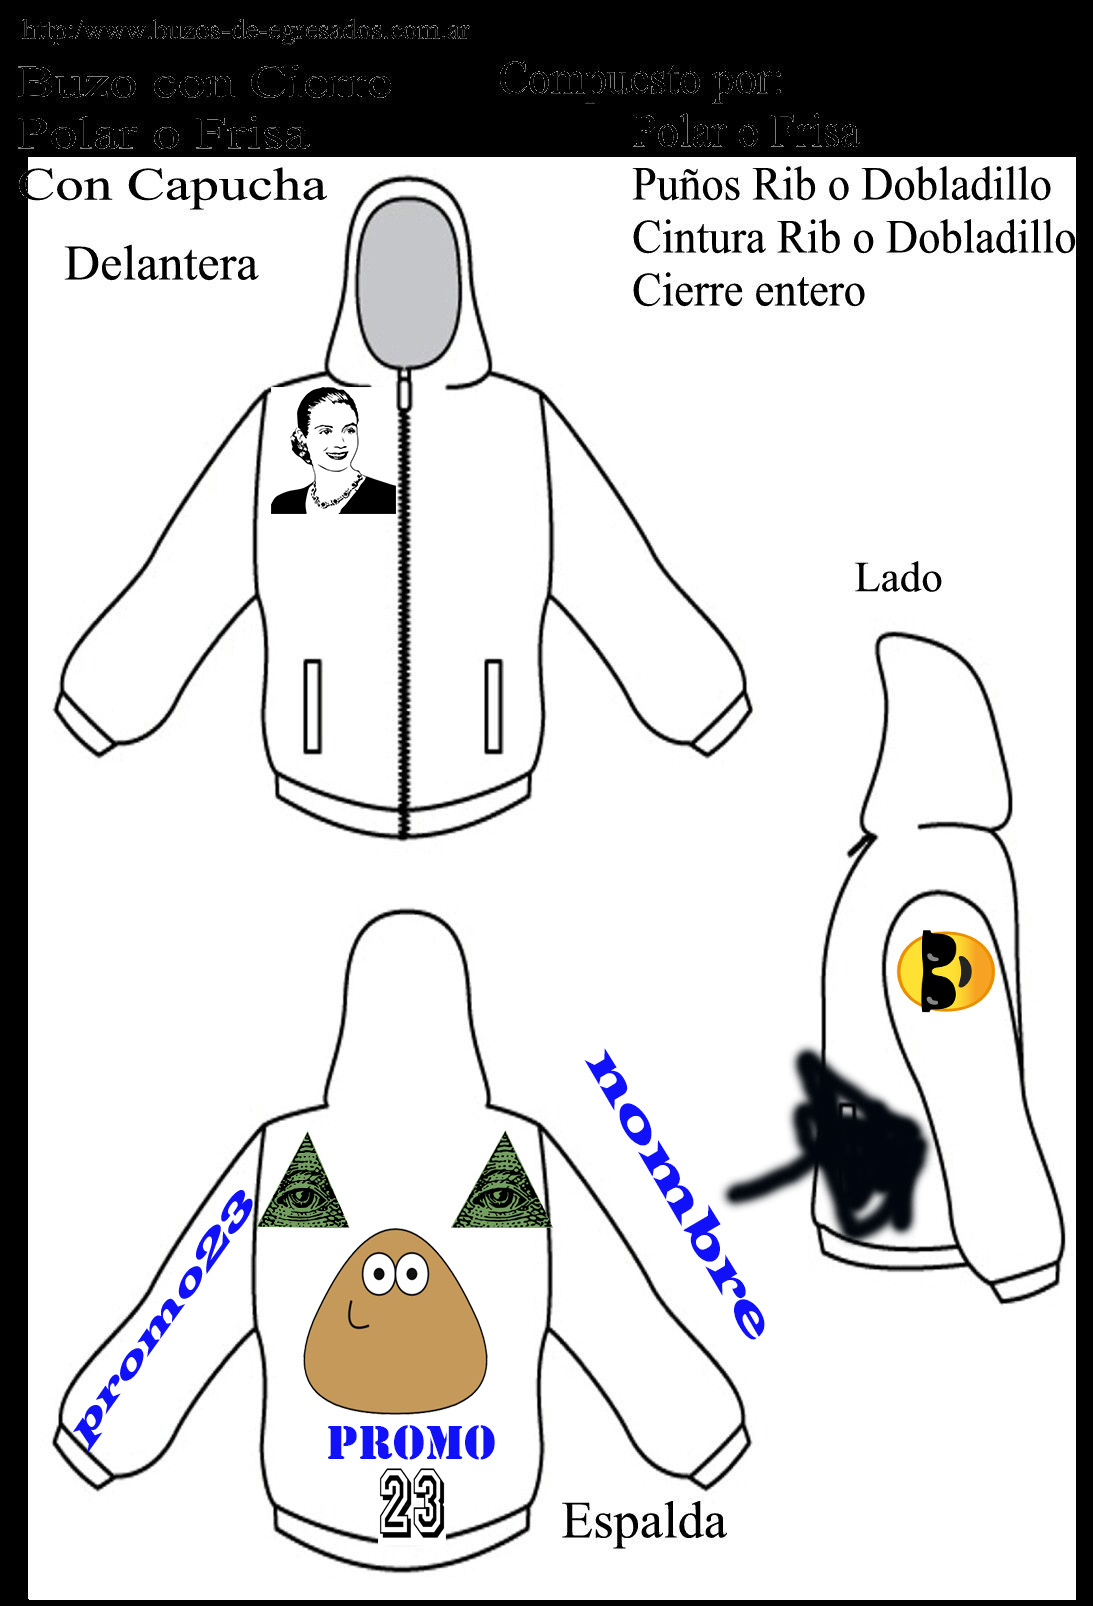 http:/www.buzos-de-egresados.com.ar
Buzo con Cierre
Polar o Frisa
Con Capucha
Compuesto por:
Polar o Frisa
Puños Rib o Dobladillo
Cintura Rib o Dobladillo
Cierre entero
Delantera
Lado
nombre
promo23
PROMO
23
Espalda